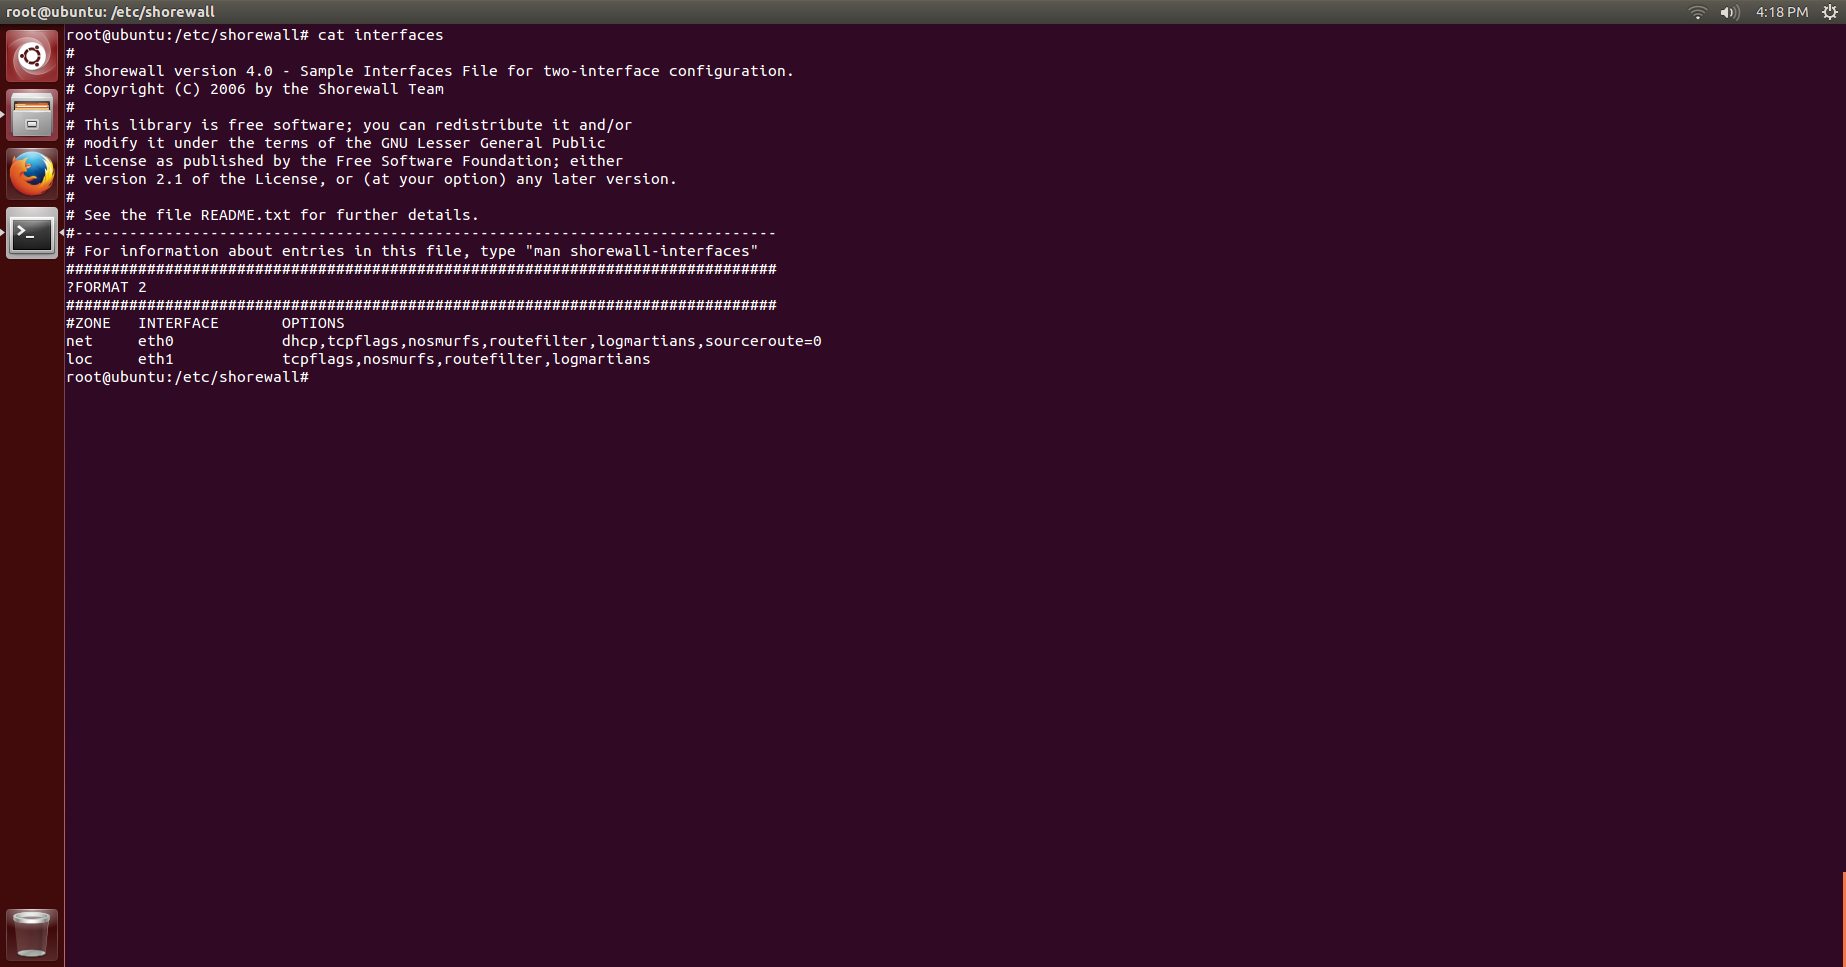 root@ubuntu: /etc/shorewall
4:18 PM
root@ubuntu:/etc/shorewall# cat interfaces
#
# Shorewall version 4.0 - Sample Interfaces File for two-interface configuration.
# Copyright (C) 2006 by the Shorewall Team
#
# This library is free software; you can redistribute it and/or
# modify it under the terms of the GNU Lesser General Public
# License as published by the Free Software Foundation; either
# version 2.1 of the License, or (at your option) any later version.
#
# See the file README.txt for further details.
#------------------------------------------------------------------------------
# For information about entries in this file, type "man shorewall-interfaces"
###############################################################################
?FORMAT 2
###############################################################################
#ZONE   INTERFACE       OPTIONS
net     eth0            dhcp,tcpflags,nosmurfs,routefilter,logmartians,sourceroute=0
loc     eth1            tcpflags,nosmurfs,routefilter,logmartians
root@ubuntu:/etc/shorewall#